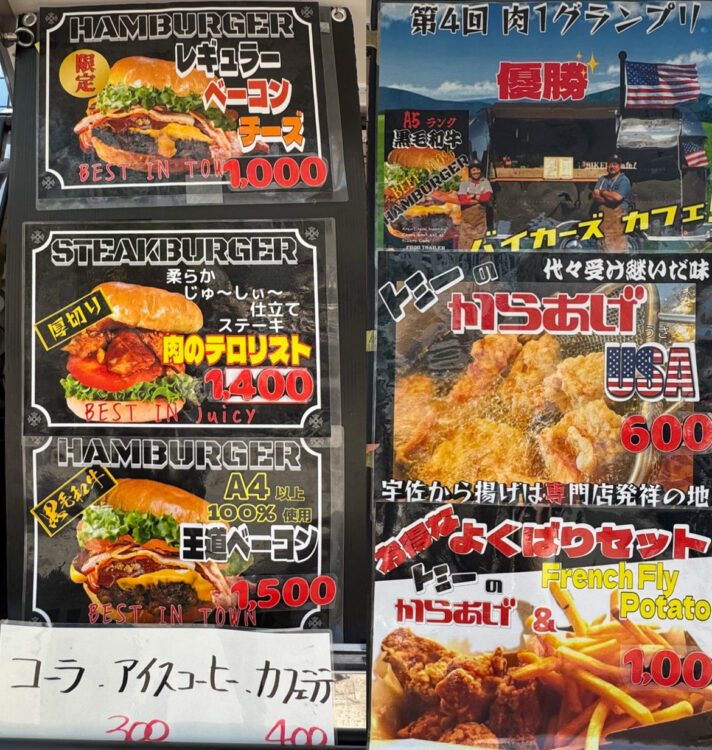 HAMBURGER
限定
レギュラー
ベーコン
チーズ
BEST IN TOW
1,000
STEAKBURGER
厚切り
柔らか
じゅ〜しぃ〜
仕立て
ステーキ
肉のテロリスト
1,400
BEST IN juicy
HAMBURGER
黒毛和牛
A4以上
100%使用
王道ベーコン
1,500
BEST IN TOWN
コーラ.アイスコーヒー.カフェラテ
300
400
第4回 肉1グランプリ
優勝
A5ランク
黒毛和牛
HAMBURGER
FOOD TRAILER
バイカーズ カフェ!
代々受け継いだ味
トミーの
からあげ
うさ
USA
600
宇佐から揚げは専門店発祥の地
お得な よくばりセット
トミーの
からあげ
&
French Fly
Potato
1,00